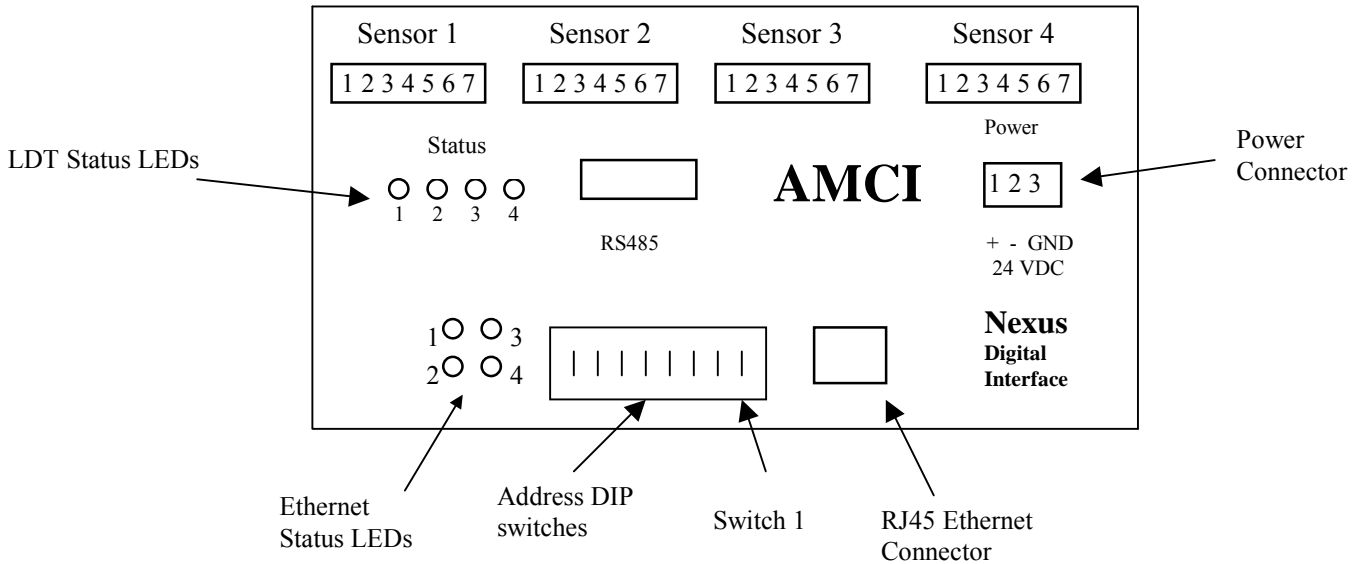 Sensor 1
Sensor 2
Sensor 3
Sensor 4
1 2 3 4 5 6 7
1 2 3 4 5 6 7
1 2 3 4 5 6 7
1 2 3 4 5 6 7
LDT Status LEDs
Status
1
2
3
4
RS485
AMCI
Power
1 2 3
+ - GND
24 VDC
Power
Connector
1
3
2
4
Nexus
Digital
Interface
Ethernet
Status LEDs
Address DIP
switches
Switch 1
RJ45 Ethernet
Connector